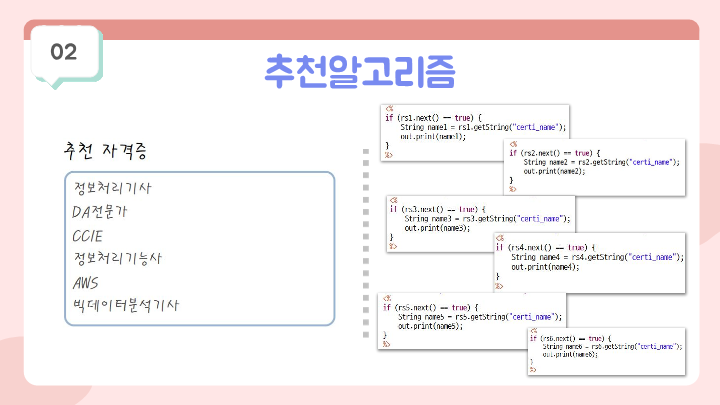 02
추천알고리즘
추천 자격증
정보처리기사
DA전문가
CCIE
정보처리기능사
AWS
빅데이터분석기사
<%
if (rs1.next() == true) {
String name1 = rs1.getString("certi_name");
out.print(name1);
}
%>
<%
if (rs2.next() == true) {
String name2 = rs2.getString("certi_name");
out.print(name2);
}
%>
<%
if (rs3.next() == true) {
String name3 = rs3.getString("certi_name");
out.print(name3);
}
%>
<%
if (rs4.next() == true) {
String name4 = rs4.getString("certi_name");
out.print(name4);
}
%>
<%
if (rs5.next() == true) {
String name5 = rs5.getString("certi_name");
out.print(name5);
}
%>
<%
if (rs6.next() == true) {
String name6 = rs6.getString("certi_name");
out.print(name6);
}
%>